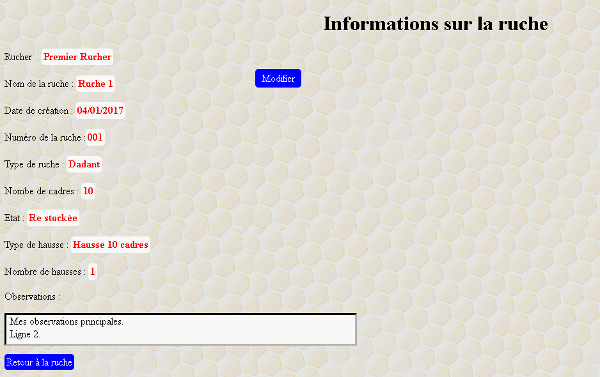 Informations sur la ruche
Rucher : Premier Rucher
Modifier
Nom de la ruche : Ruche 1
Date de création : 04/01/2017
Numéro de la ruche : 001
Type de ruche : Dadant
Nombe de cadres : 10
Etat : Re stockée
Type de hausse : Hausse 10 cadres
Nombre de hausses : 1
Observations :
Mes observations principales.
Ligne 2.
Retour à la ruche